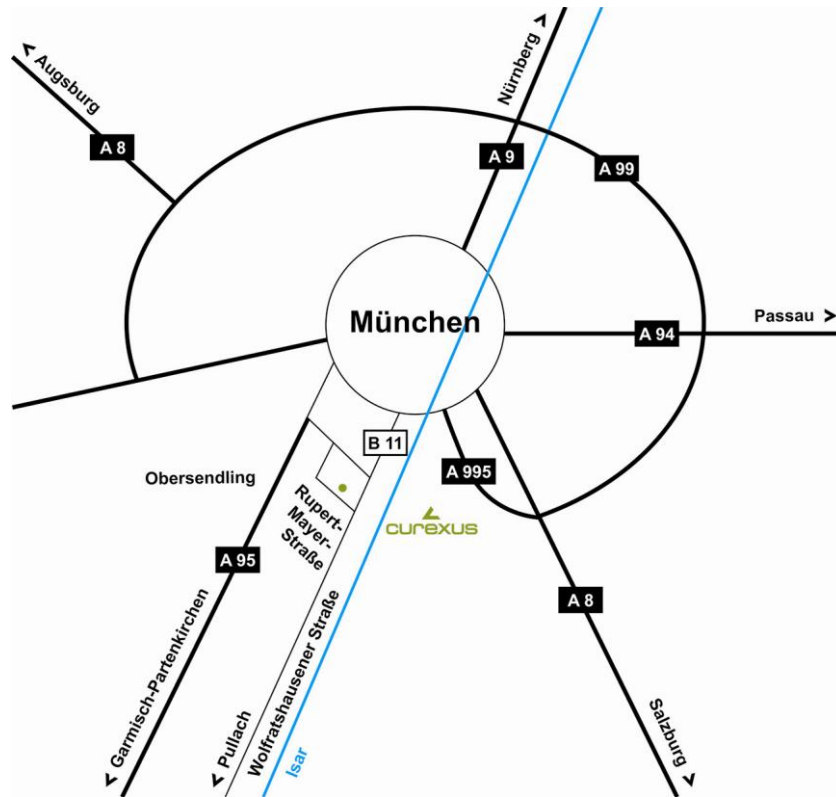 < Augsburg
A 8
Nürnberg >
A 9
A 99
München
Passau >
A 94
B 11
Obersendling
A 995
Rupert-
Mayer-
Straße
curexus
A 95
A 8
< Garmisch-Partenkirchen
< Pullach
Wolfratshausener Straße
Isar
Salzburg >